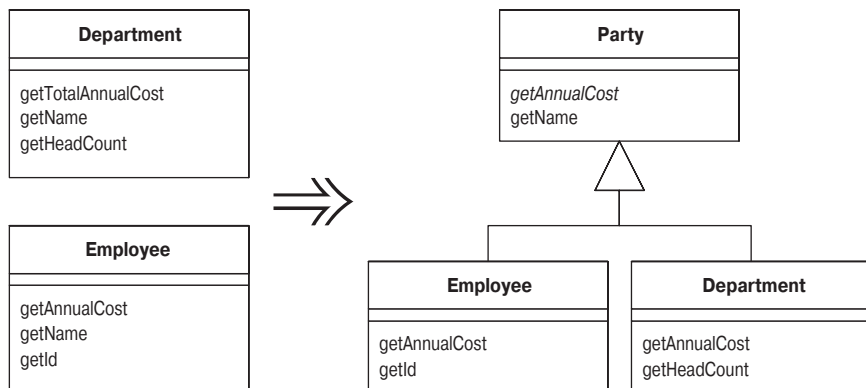 Department
getTotalAnnualCost
getName
getHeadCount
Employee
getAnnualCost
getName
getId
Party
getAnnualCost
getName
Employee
getAnnualCost
getId
Department
getAnnualCost
getHeadCount